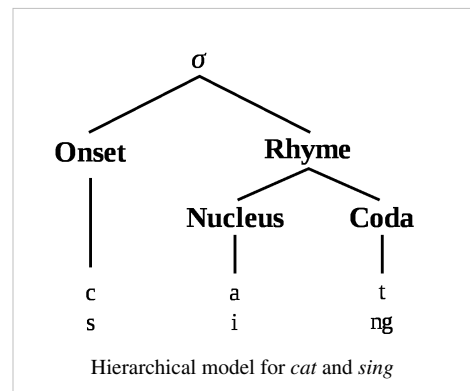 σ
Onset Rhyme
Nucleus Coda
c a t
s i ng
Hierarchical model for cat and sing